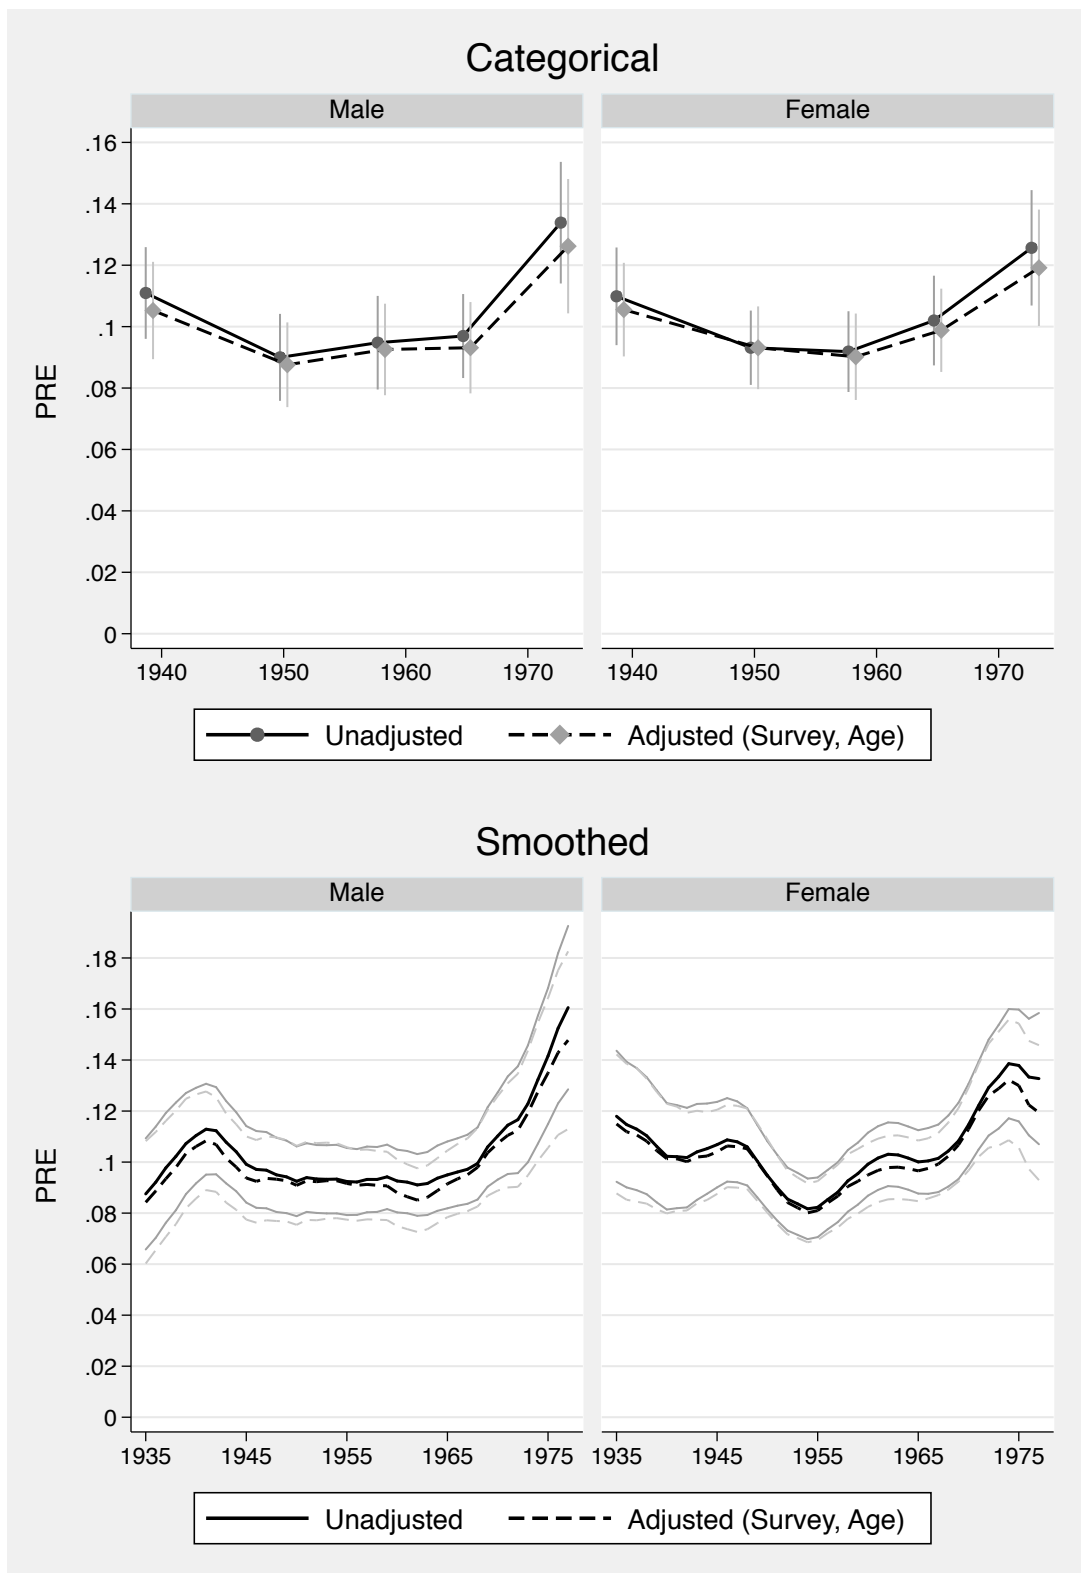 Categorical
Male Female
.16
.14
.12
.1
.08
.06
.04
.02
0
PRE
1940 1950 1960 1970 1940 1950 1960 1970
Unadjusted Adjusted (Survey, Age)
Smoothed
Male Female
.18
.16
.14
.12
.1
.08
.06
.04
.02
0
PRE
1935 1945 1955 1965 1975 1935 1945 1955 1965 1975
Unadjusted Adjusted (Survey, Age)